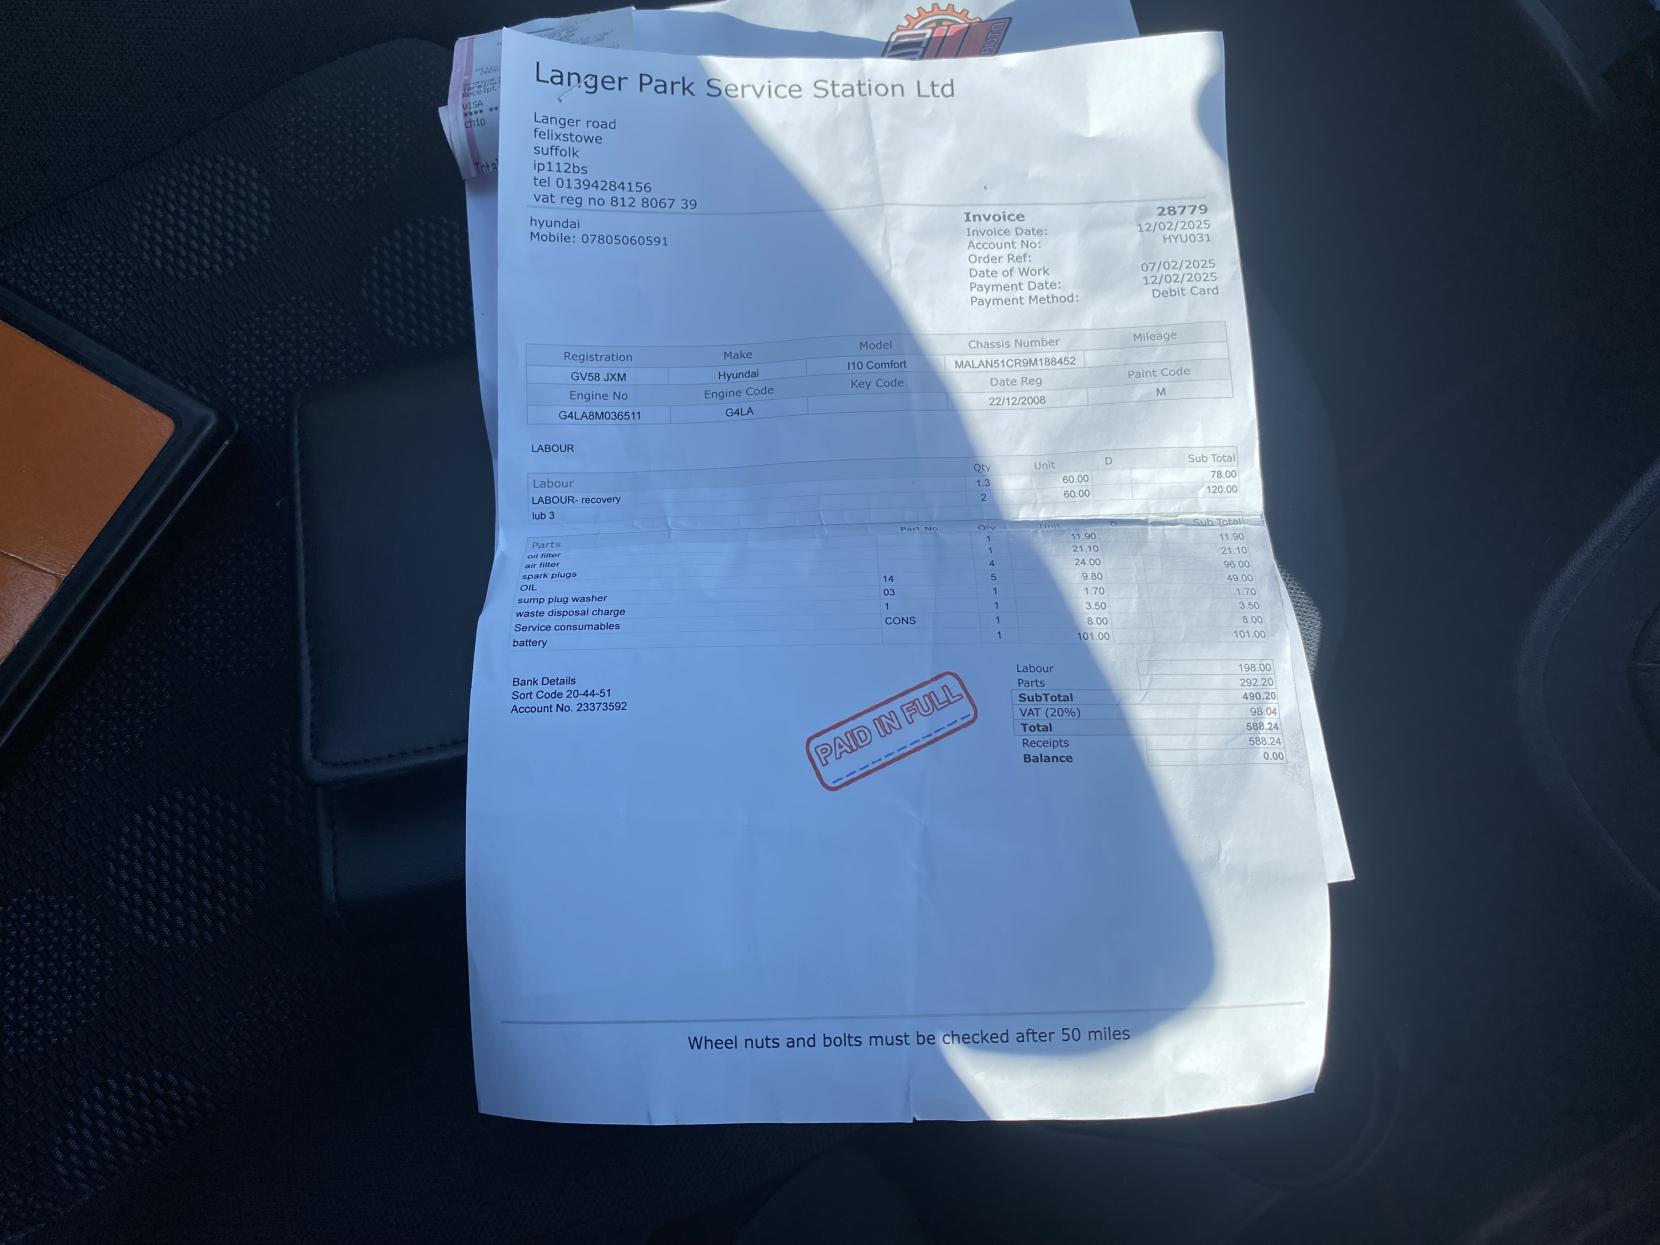 VISA
chip
AUTO
Langer Park Service Station Ltd
Langer road
felixstowe
suffolk
ip112bs
tel 01394284156
vat reg no 812 8067 39
hyundai
Mobile: 07805060591
Invoice 28779
Invoice Date: 12/02/2025
Account No: HYU031
Order Ref:
Date of Work 07/02/2025
Payment Date: 12/02/2025
Payment Method: Debit Card
Registration Make Model Chassis Number Mileage
GV58 JXM Hyundai I10 Comfort MALAN51CR9M188452
Engine No Engine Code Key Code Date Reg Paint Code
G4LA8M036511 G4LA 22/12/2008 M
LABOUR
Labour Qty Unit D Sub Total
LABOUR- recovery 1.3 60.00 78.00
lub 3 2 60.00 120.00
Parts Part No Qty Unit D Sub Total
oil filter 1 11.90 11.90
air filter 1 21.10 21.10
spark plugs 4 24.00 96.00
OIL 14 5 9.80 49.00
sump plug washer 03 1 1.70 1.70
waste disposal charge 1 1 3.50 3.50
Service consumables CONS 1 8.00 8.00
battery 1 101.00 101.00
Bank Details
Sort Code 20-44-51
Account No. 23373592
PAID IN FULL
Labour 198.00
Parts 292.20
SubTotal 490.20
VAT (20%) 98.04
Total 588.24
Receipts 588.24
Balance 0.00
Wheel nuts and bolts must be checked after 50 miles